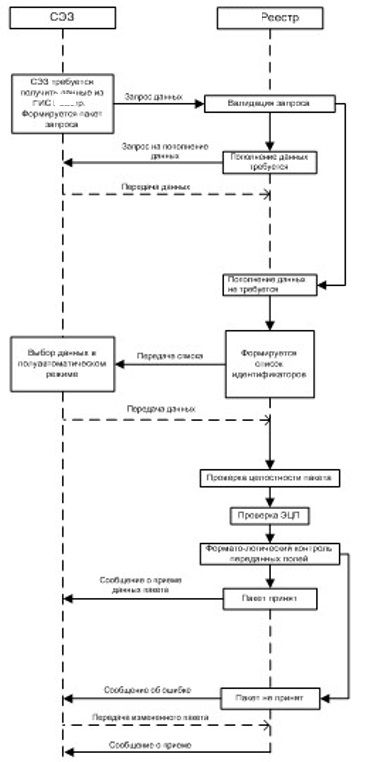 СЭЗ
Реестр
СЭЗ требуется
получить данные из
Формируется пакет
запроса
Запрос данных
Валидация запроса
Запрос на пополнение
данных
Пополнение данных
требуется
Передача данных
Пополнение данных
не требуется
Выбор данных в
полуавтоматическом
режиме
Передача списка
Формируется
список
идентификаторов
Передача данных
Проверка целостности пакета
Проверка ЭЦП
Формато-логический контроль
переданных полей
Сообщение о приеме
данных пакета
Пакет принят
Сообщение об ошибке
Пакет не принят
Передача измененного пакета
Сообщение о приеме